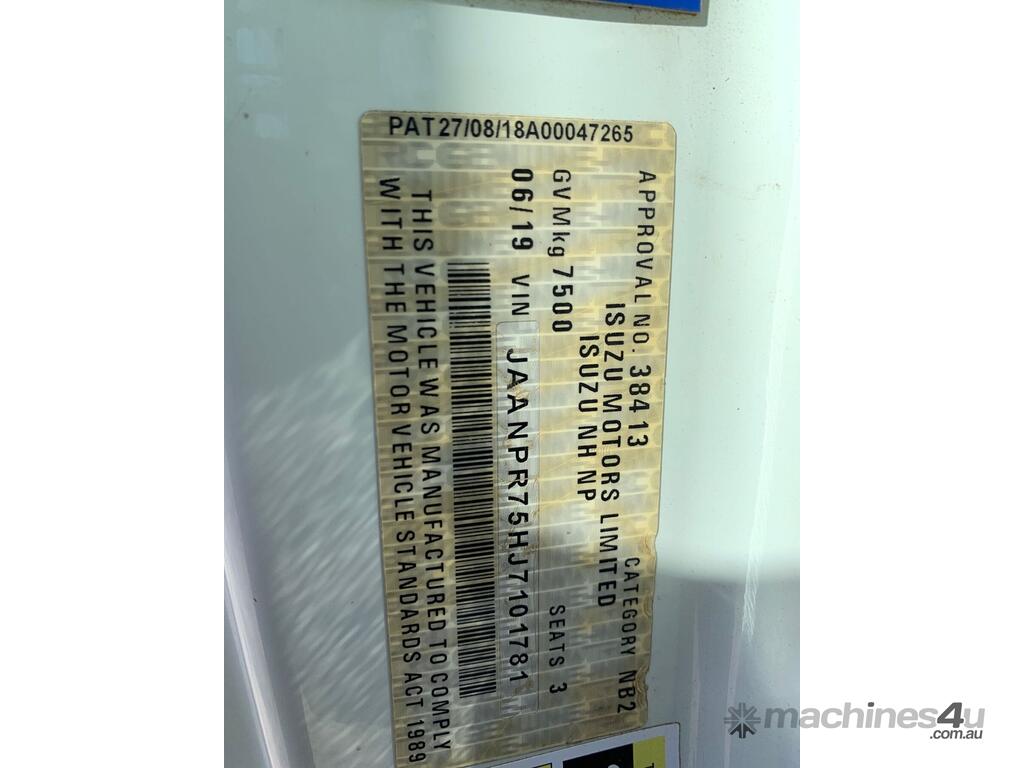 PAT27/08/18A00047265
APPROVAL NO. 38413 CATEGORY NB2
ISUZU MOTORS LIMITED
ISUZU NH NP
GVMkg 7500 SEATS 3
06/19 VIN JAANPR75HJ7101781
THIS VEHICLE WAS MANUFACTURED TO COMPLY
WITH THE MOTOR VEHICLE STANDARDS ACT 1989
machines4u
.com.au